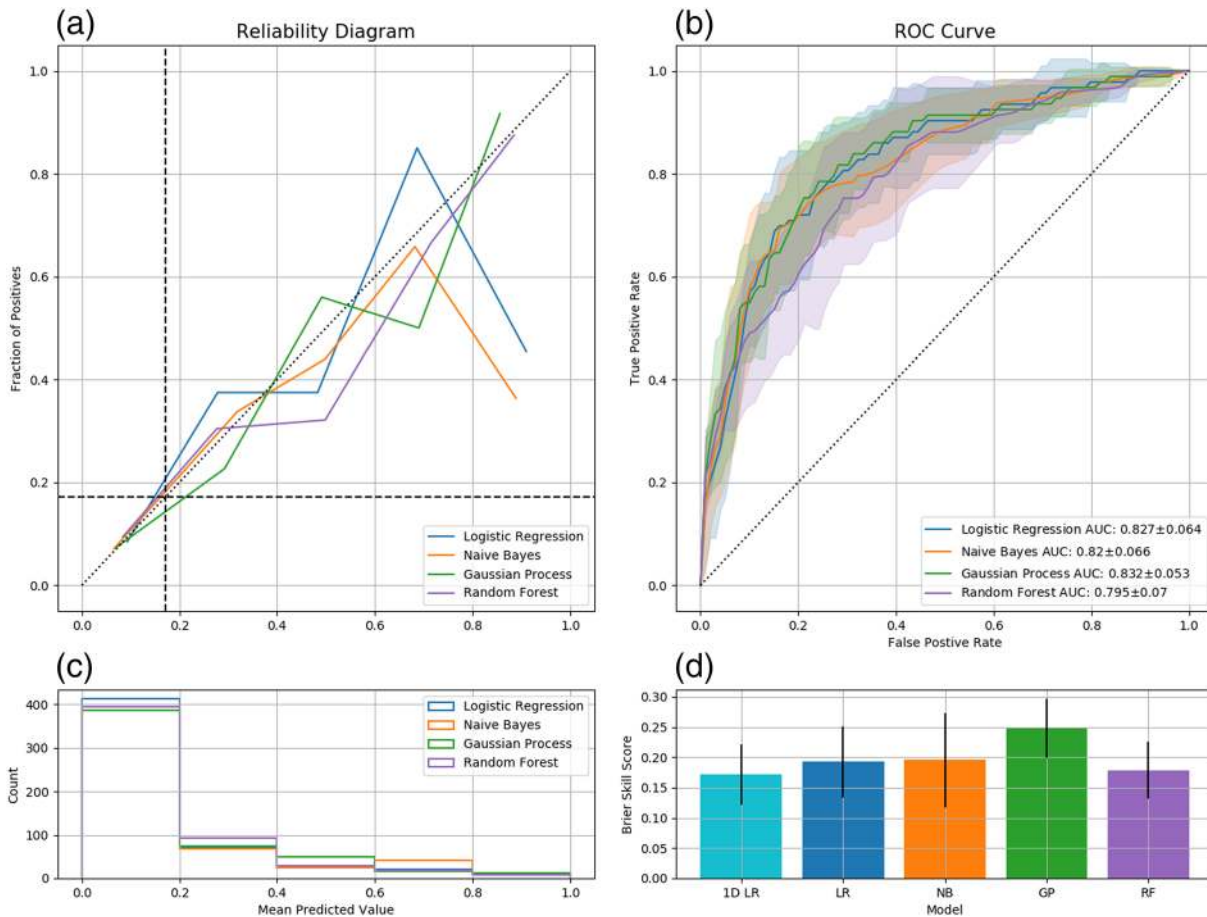 (a)
Reliability Diagram
1.0
0.8
0.6
0.4
0.2
0.0
Fraction of Positives
Logistic Regression
Naive Bayes
Gaussian Process
Random Forest
0.0 0.2 0.4 0.6 0.8 1.0
(b)
ROC Curve
1.0
0.8
0.6
0.4
0.2
0.0
True Positive Rate
Logistic Regression AUC: 0.827±0.064
Naive Bayes AUC: 0.82±0.066
Gaussian Process AUC: 0.832±0.053
Random Forest AUC: 0.795±0.07
0.0 0.2 0.4 0.6 0.8 1.0
False Postive Rate
(c)
400
300
200
100
0
Count
Logistic Regression
Naive Bayes
Gaussian Process
Random Forest
0.0 0.2 0.4 0.6 0.8 1.0
Mean Predicted Value
(d)
0.30
0.25
0.20
0.15
0.10
0.05
0.00
Brier Skill Score
1D LR LR NB GP RF
Model